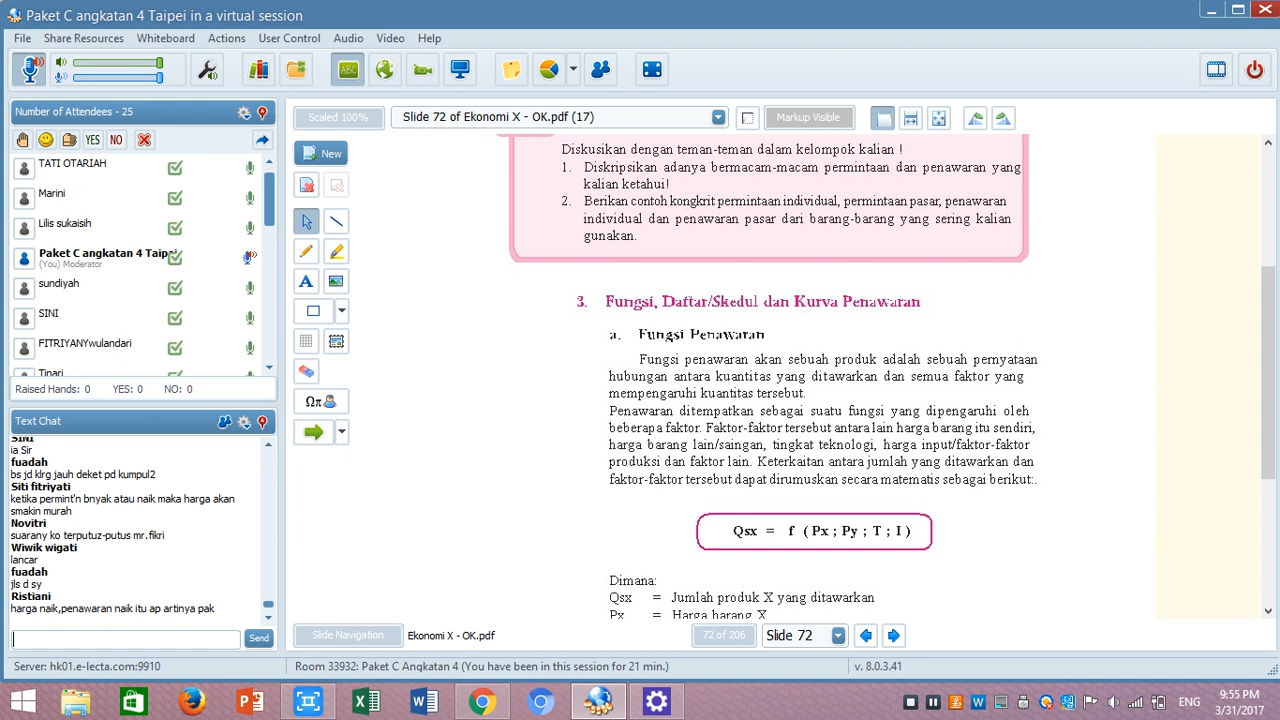 Paket C angkatan 4 Taipei in a virtual session
File Share Resources Whiteboard Actions User Control Audio Video Help
ABC
Number of Attendees - 25
YES NO
TATI OTARIAH
Marini
Lilis sukaisih
Paket C angkatan 4 Taipei
(You) Moderator
sundiyah
SINI
FITRIYANYwulandari
Tinari
Raised Hands: 0 YES: 0 NO: 0
Text Chat
SINI
ia Sir
fuadah
bs jd klrg jauh deket pd kumpul2
Siti fitriyati
ketika permint'n bnyak atau naik maka harga akan
smakin murah
Novitri
suarany ko terputuz-putus mr.fikri
Wiwik wigati
lancar
fuadah
jls d sy
Ristiani
harga naik,penawaran naik itu ap artinya pak
Send
Scaled 100%
Slide 72 of Ekonomi X - OK.pdf (17)
Markup Visible
New
A
Ωπ
Diskusikan dengan teman-teman dalam kelompok kalian !
1. Diskripsikan adanya bermacam-macam permintaan dan penawaran yang
kalian ketahui!
2. Berikan contoh kongkrit permintaan individual, permintaan pasar, penawaran
individual dan penawaran pasar dari barang-barang yang sering kalian
gunakan.
3. Fungsi, Daftar/Skedul dan Kurva Penawaran
a. Fungsi Penawaran
Fungsi penawaran akan sebuah produk adalah sebuah pernyataan
hubungan antara kuantitas yang ditawarkan dan semua faktor yang
mempengaruhi kuantitas tersebut.
Penawaran ditempatkan sebagai suatu fungsi yang dipengaruhi oleh
beberapa faktor. Faktor-faktor tersebut antara lain harga barang itu sendiri,
harga barang lain/saingan, tingkat teknologi, harga input/faktor-faktor
produksi dan faktor lain. Keterkaitan antara jumlah yang ditawarkan dan
faktor-faktor tersebut dapat dirumuskan secara matematis sebagai berikut:.
Qsx = f ( Px ; Py ; T ; I )
Dimana:
Qsx = Jumlah produk X yang ditawarkan
Px = Harga barang X
Slide Navigation
Ekonomi X - OK.pdf
72 of 206
Slide 72
Server: hk01.e-lecta.com:9910
Room 33932: Paket C Angkatan 4 (You have been in this session for 21 min.)
v. 8.0.3.41
ENG
9:55 PM
3/31/2017